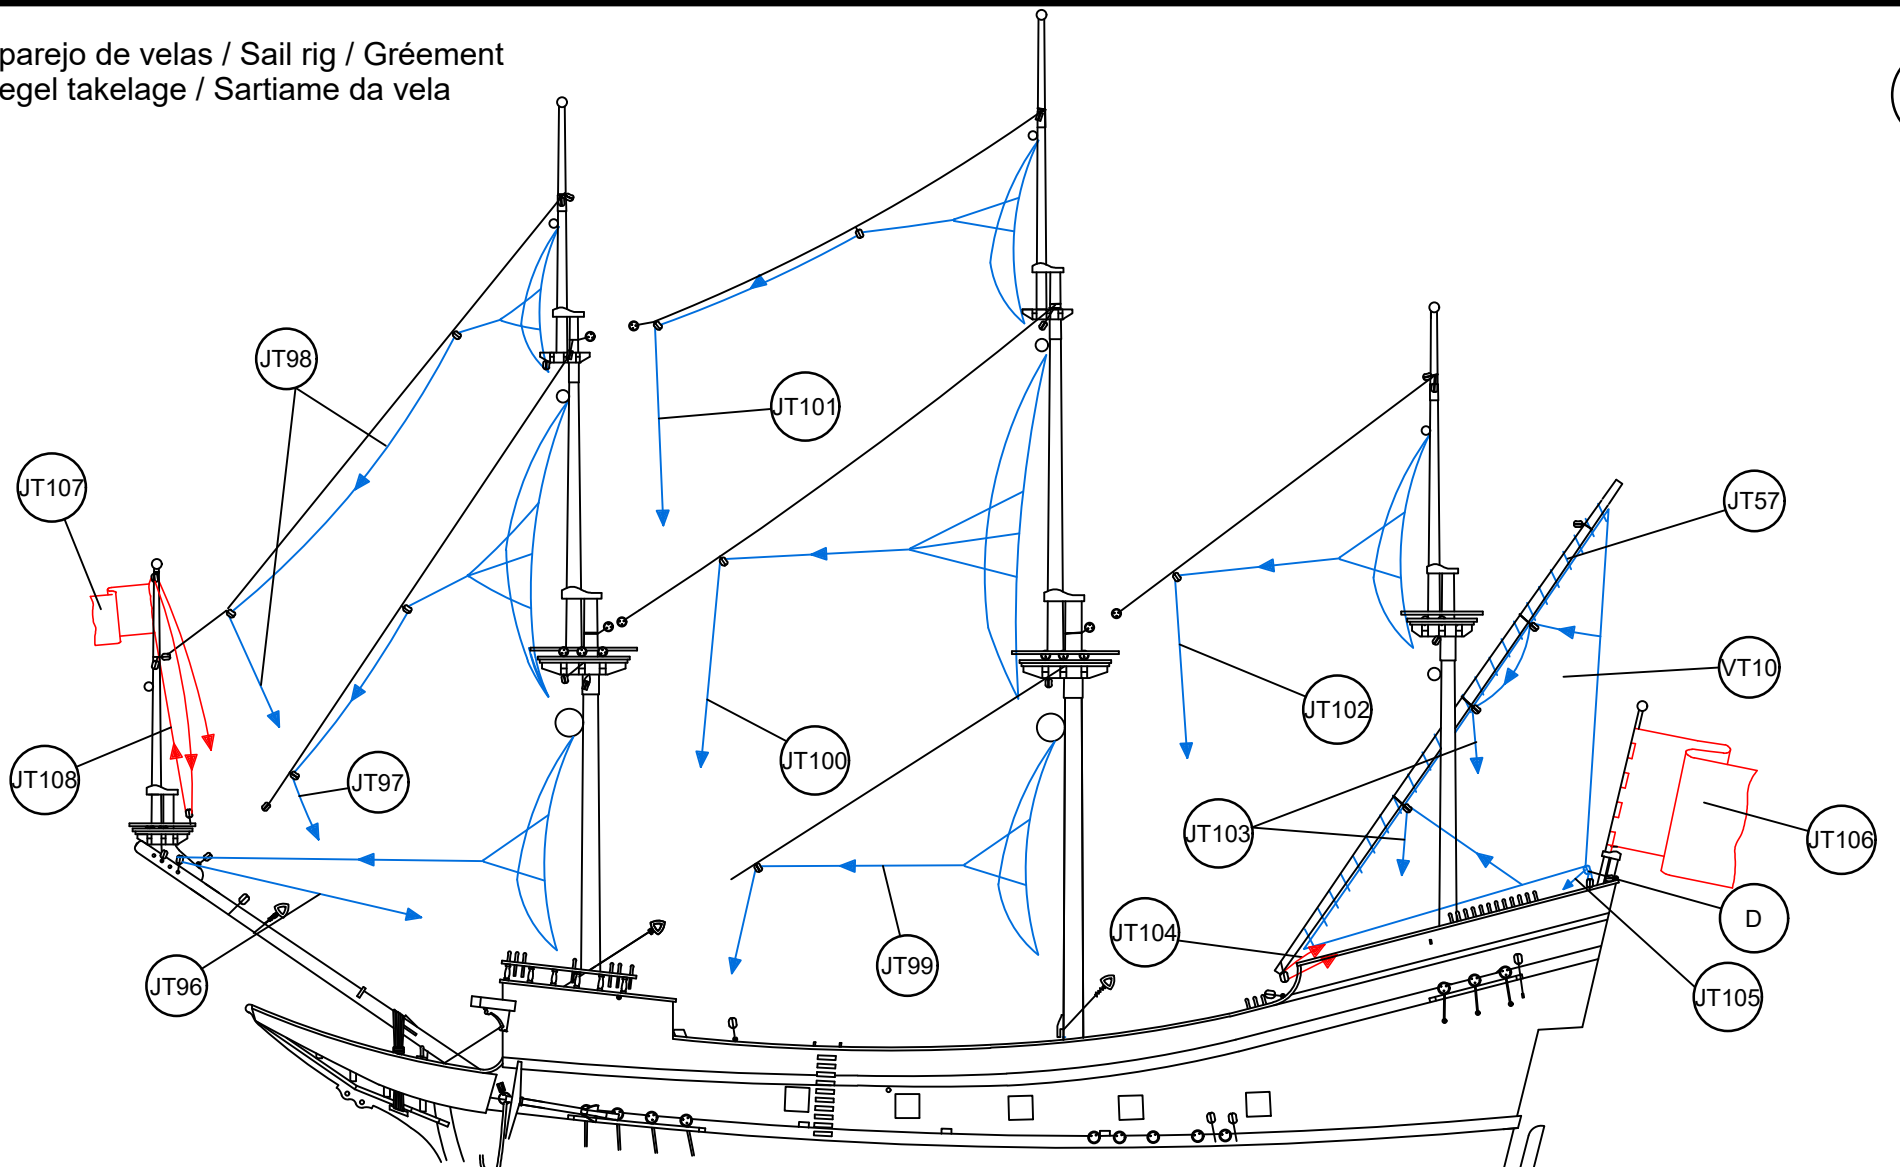 parejo de velas / Sail rig / Gréement
egel takelage / Sartiame da vela
JT98
JT101
JT107
JT57
VT10
JT102
JT108
JT97
JT100
JT103
JT106
JT104
D
JT99
JT96
JT105